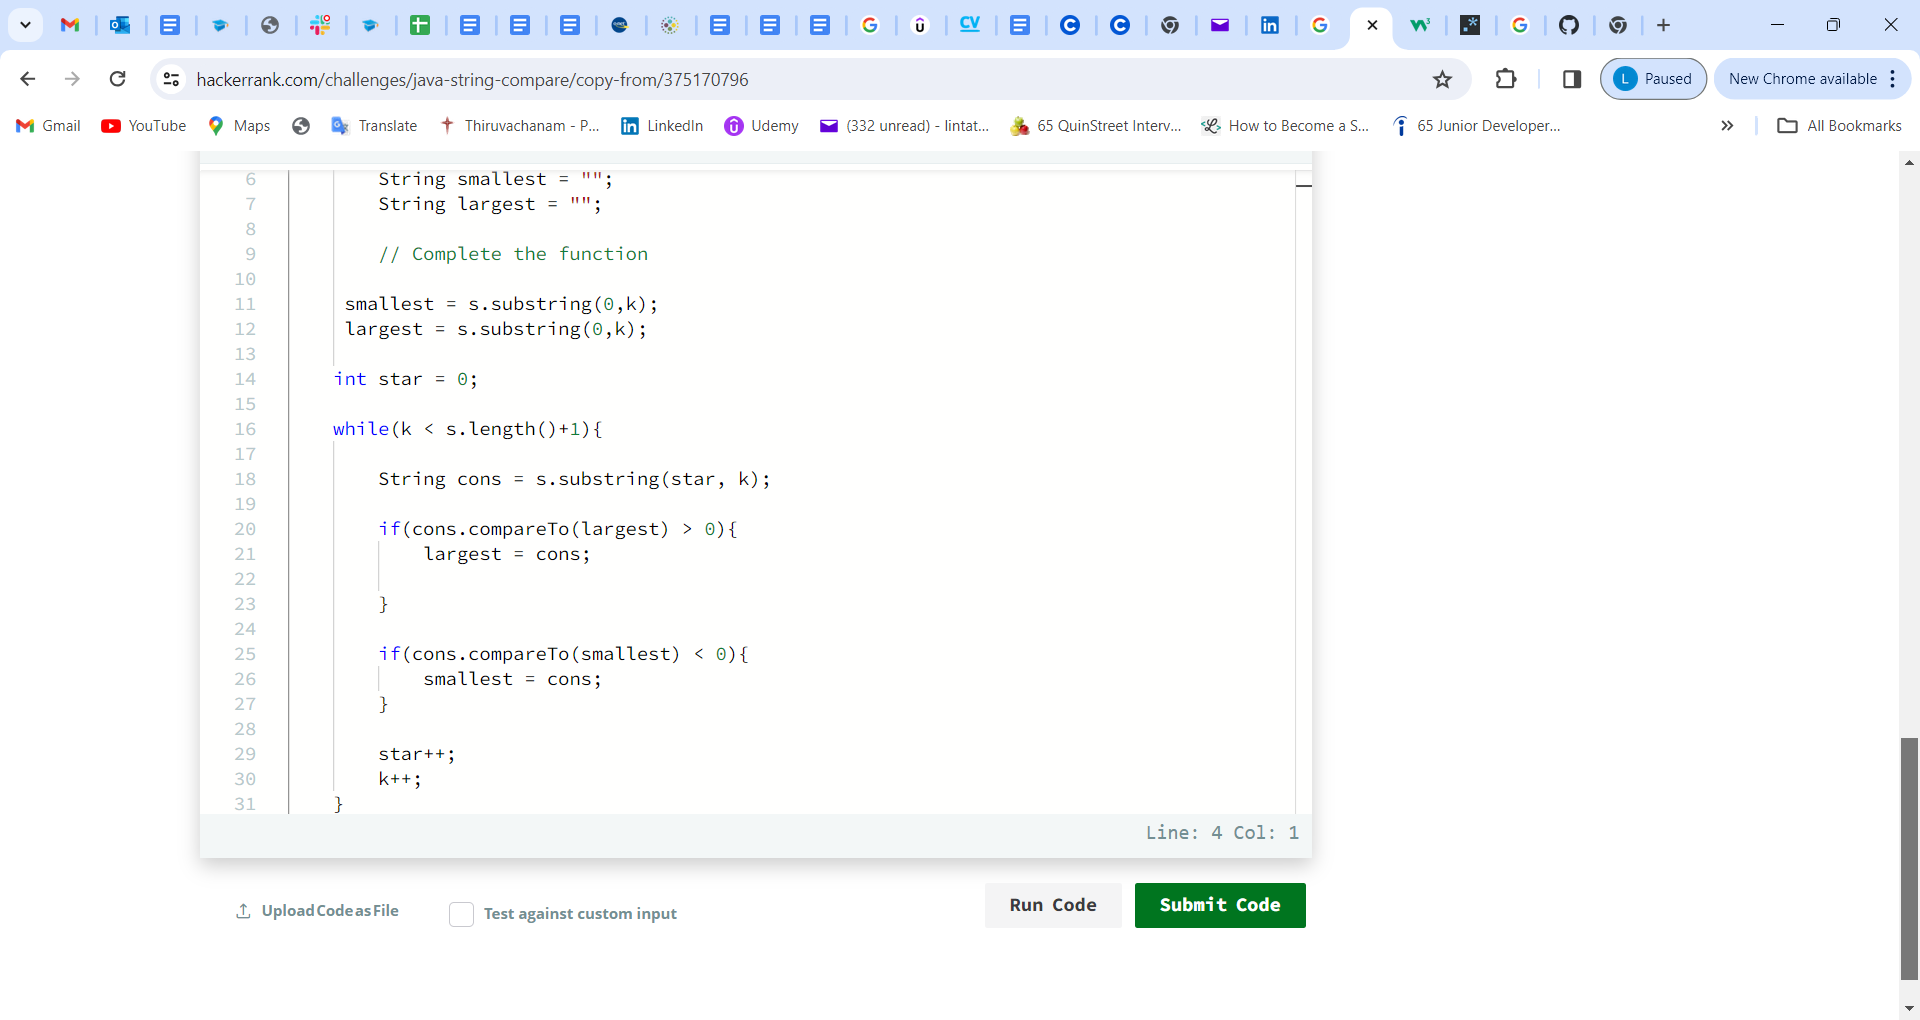 hackerrank.com/challenges/java-string-compare/copy-from/375170796
L Paused
New Chrome available
Gmail YouTube Maps Translate Thiruvachanam - P... LinkedIn Udemy (332 unread) - lintat... 65 QuinStreet Interv... How to Become a S... 65 Junior Developer... » All Bookmarks
6 String smallest = "";
7 String largest = "";
8
9 // Complete the function
10
11 smallest = s.substring(0,k);
12 largest = s.substring(0,k);
13
14 int star = 0;
15
16 while(k < s.length()+1){
17
18 String cons = s.substring(star, k);
19
20 if(cons.compareTo(largest) > 0){
21 largest = cons;
22
23 }
24
25 if(cons.compareTo(smallest) < 0){
26 smallest = cons;
27 }
28
29 star++;
30 k++;
31 }
Line: 4 Col: 1
Upload Code as File Test against custom input Run Code Submit Code